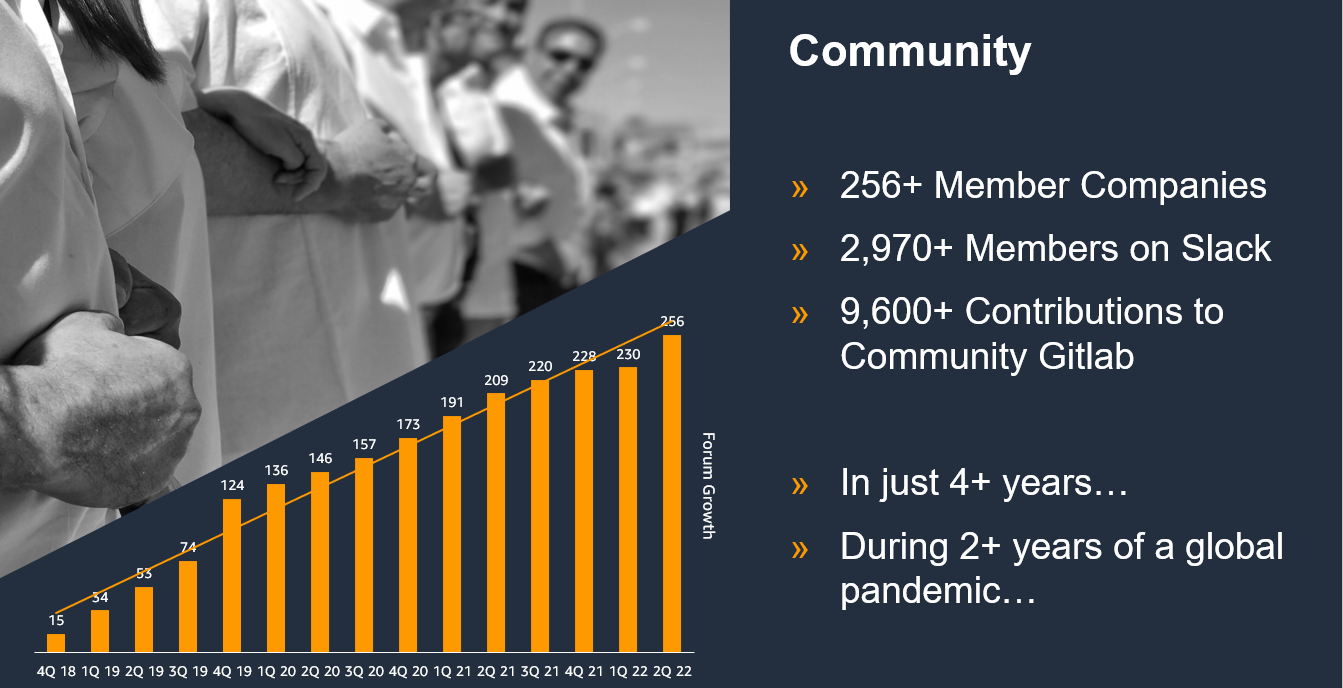 Community
» 256+ Member Companies
» 2,970+ Members on Slack
» 9,600+ Contributions to
Community Gitlab
» In just 4+ years…
» During 2+ years of a global
pandemic…
15
34
53
74
124
136
146
157
173
191
209
220
228
230
256
Forum Growth
4Q 18 1Q 19 2Q 19 3Q 19 4Q 19 1Q 20 2Q 20 3Q 20 4Q 20 1Q 21 2Q 21 3Q 21 4Q 21 1Q 22 2Q 22